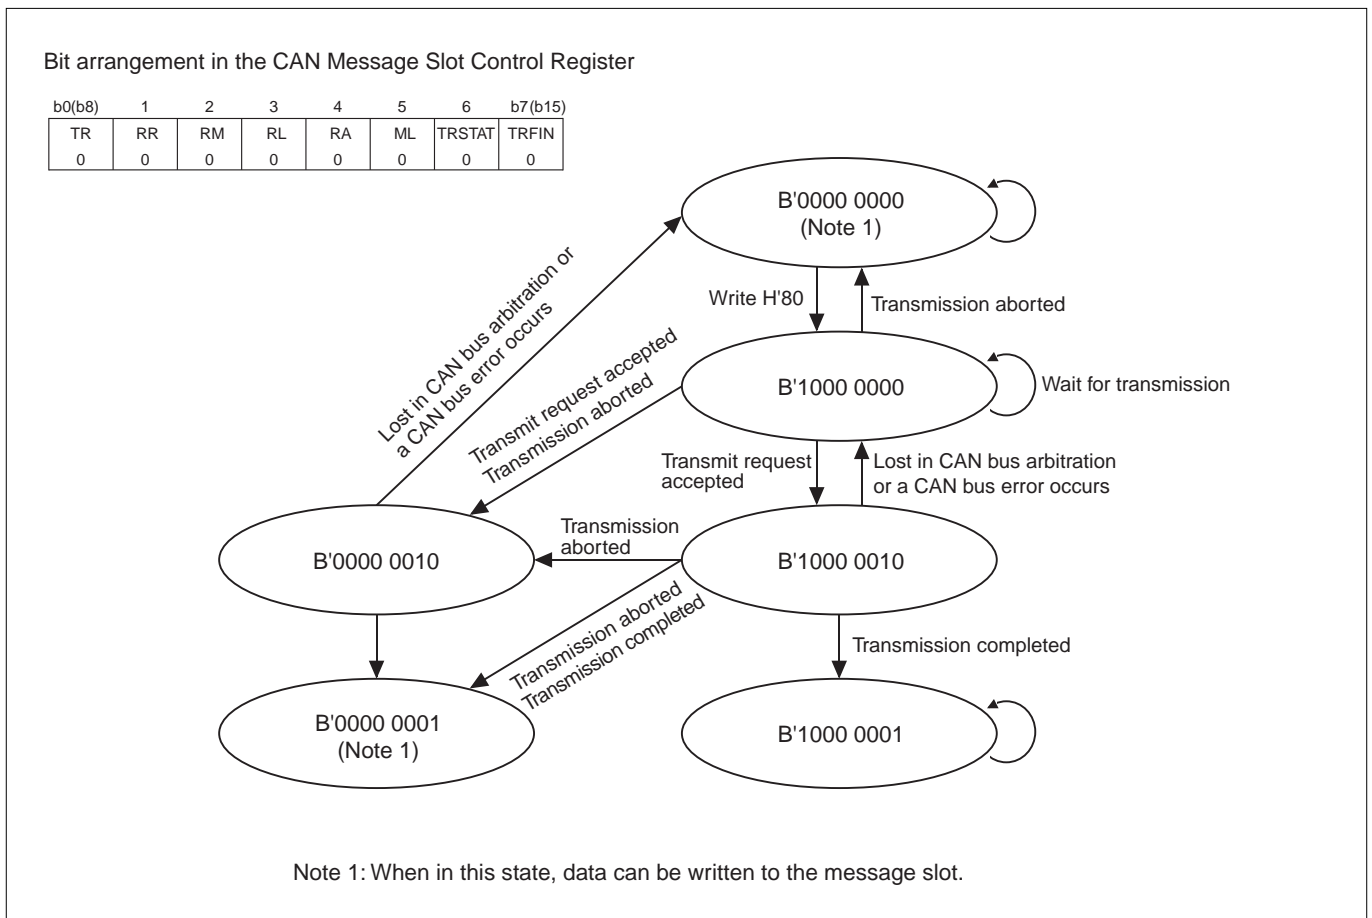 Bit arrangement in the CAN Message Slot Control Register
b0(b8) 1 2 3 4 5 6 b7(b15)
TR RR RM RL RA ML TRSTAT TRFIN
0 0 0 0 0 0 0 0
B'0000 0000
(Note 1)
Lost in CAN bus arbitration or
a CAN bus error occurs
Write H'80
Transmission aborted
B'1000 0000
Wait for transmission
Transmit request accepted
Transmission aborted
Transmit request
accepted
Lost in CAN bus arbitration
or a CAN bus error occurs
B'0000 0010
Transmission
aborted
B'1000 0010
Transmission aborted
Transmission completed
Transmission completed
B'0000 0001
(Note 1)
B'1000 0001
Note 1: When in this state, data can be written to the message slot.